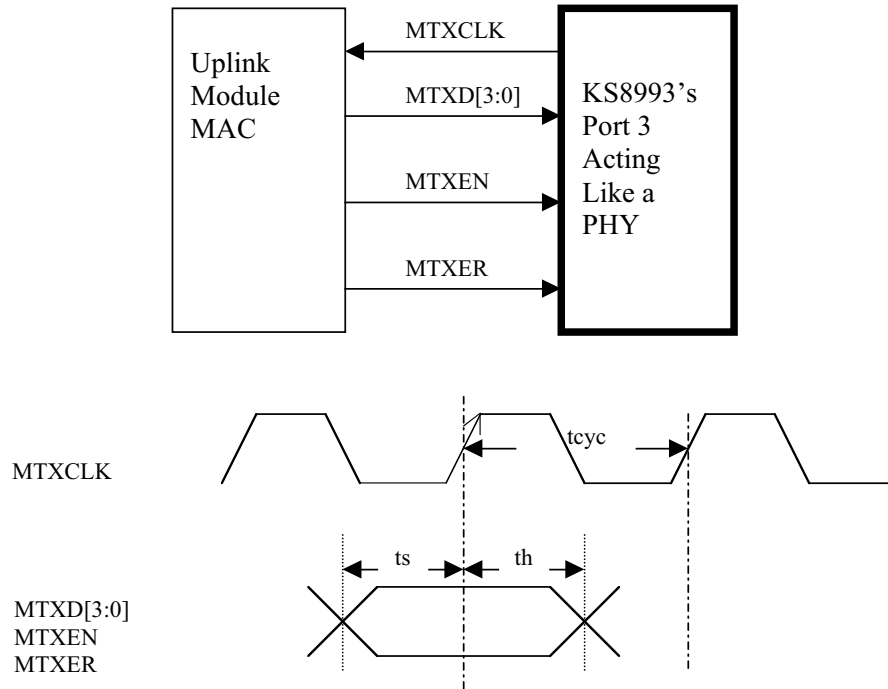 MTXCLK
Uplink
Module
MAC
MTXD[3:0]
MTXEN
MTXER
KS8993's
Port 3
Acting
Like a
PHY
tcyc
MTXCLK
ts
th
MTXD[3:0]
MTXEN
MTXER